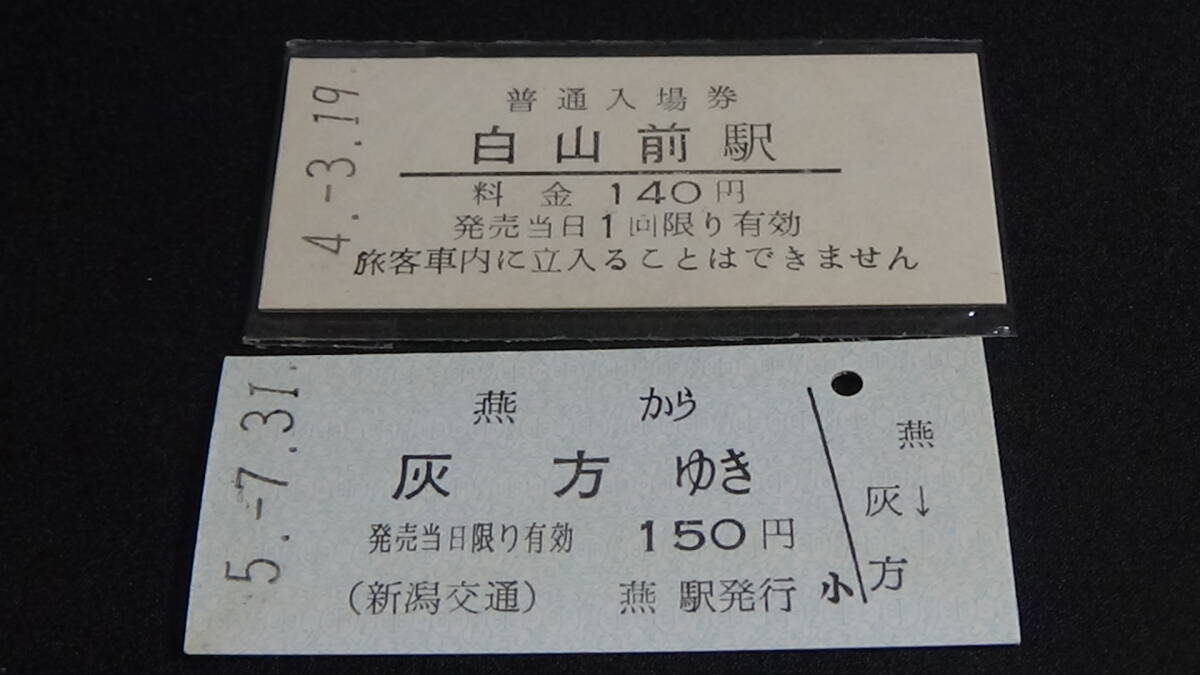 4.-3.19.
普通入場券
白山前駅
料金 140円
発売当日1回限り有効
旅客車内に立入ることはできません
5.-7.31.
燕 から
灰方 ゆき
発売当日限り有効 150円
(新潟交通) 燕駅発行
小
燕
↓
灰方